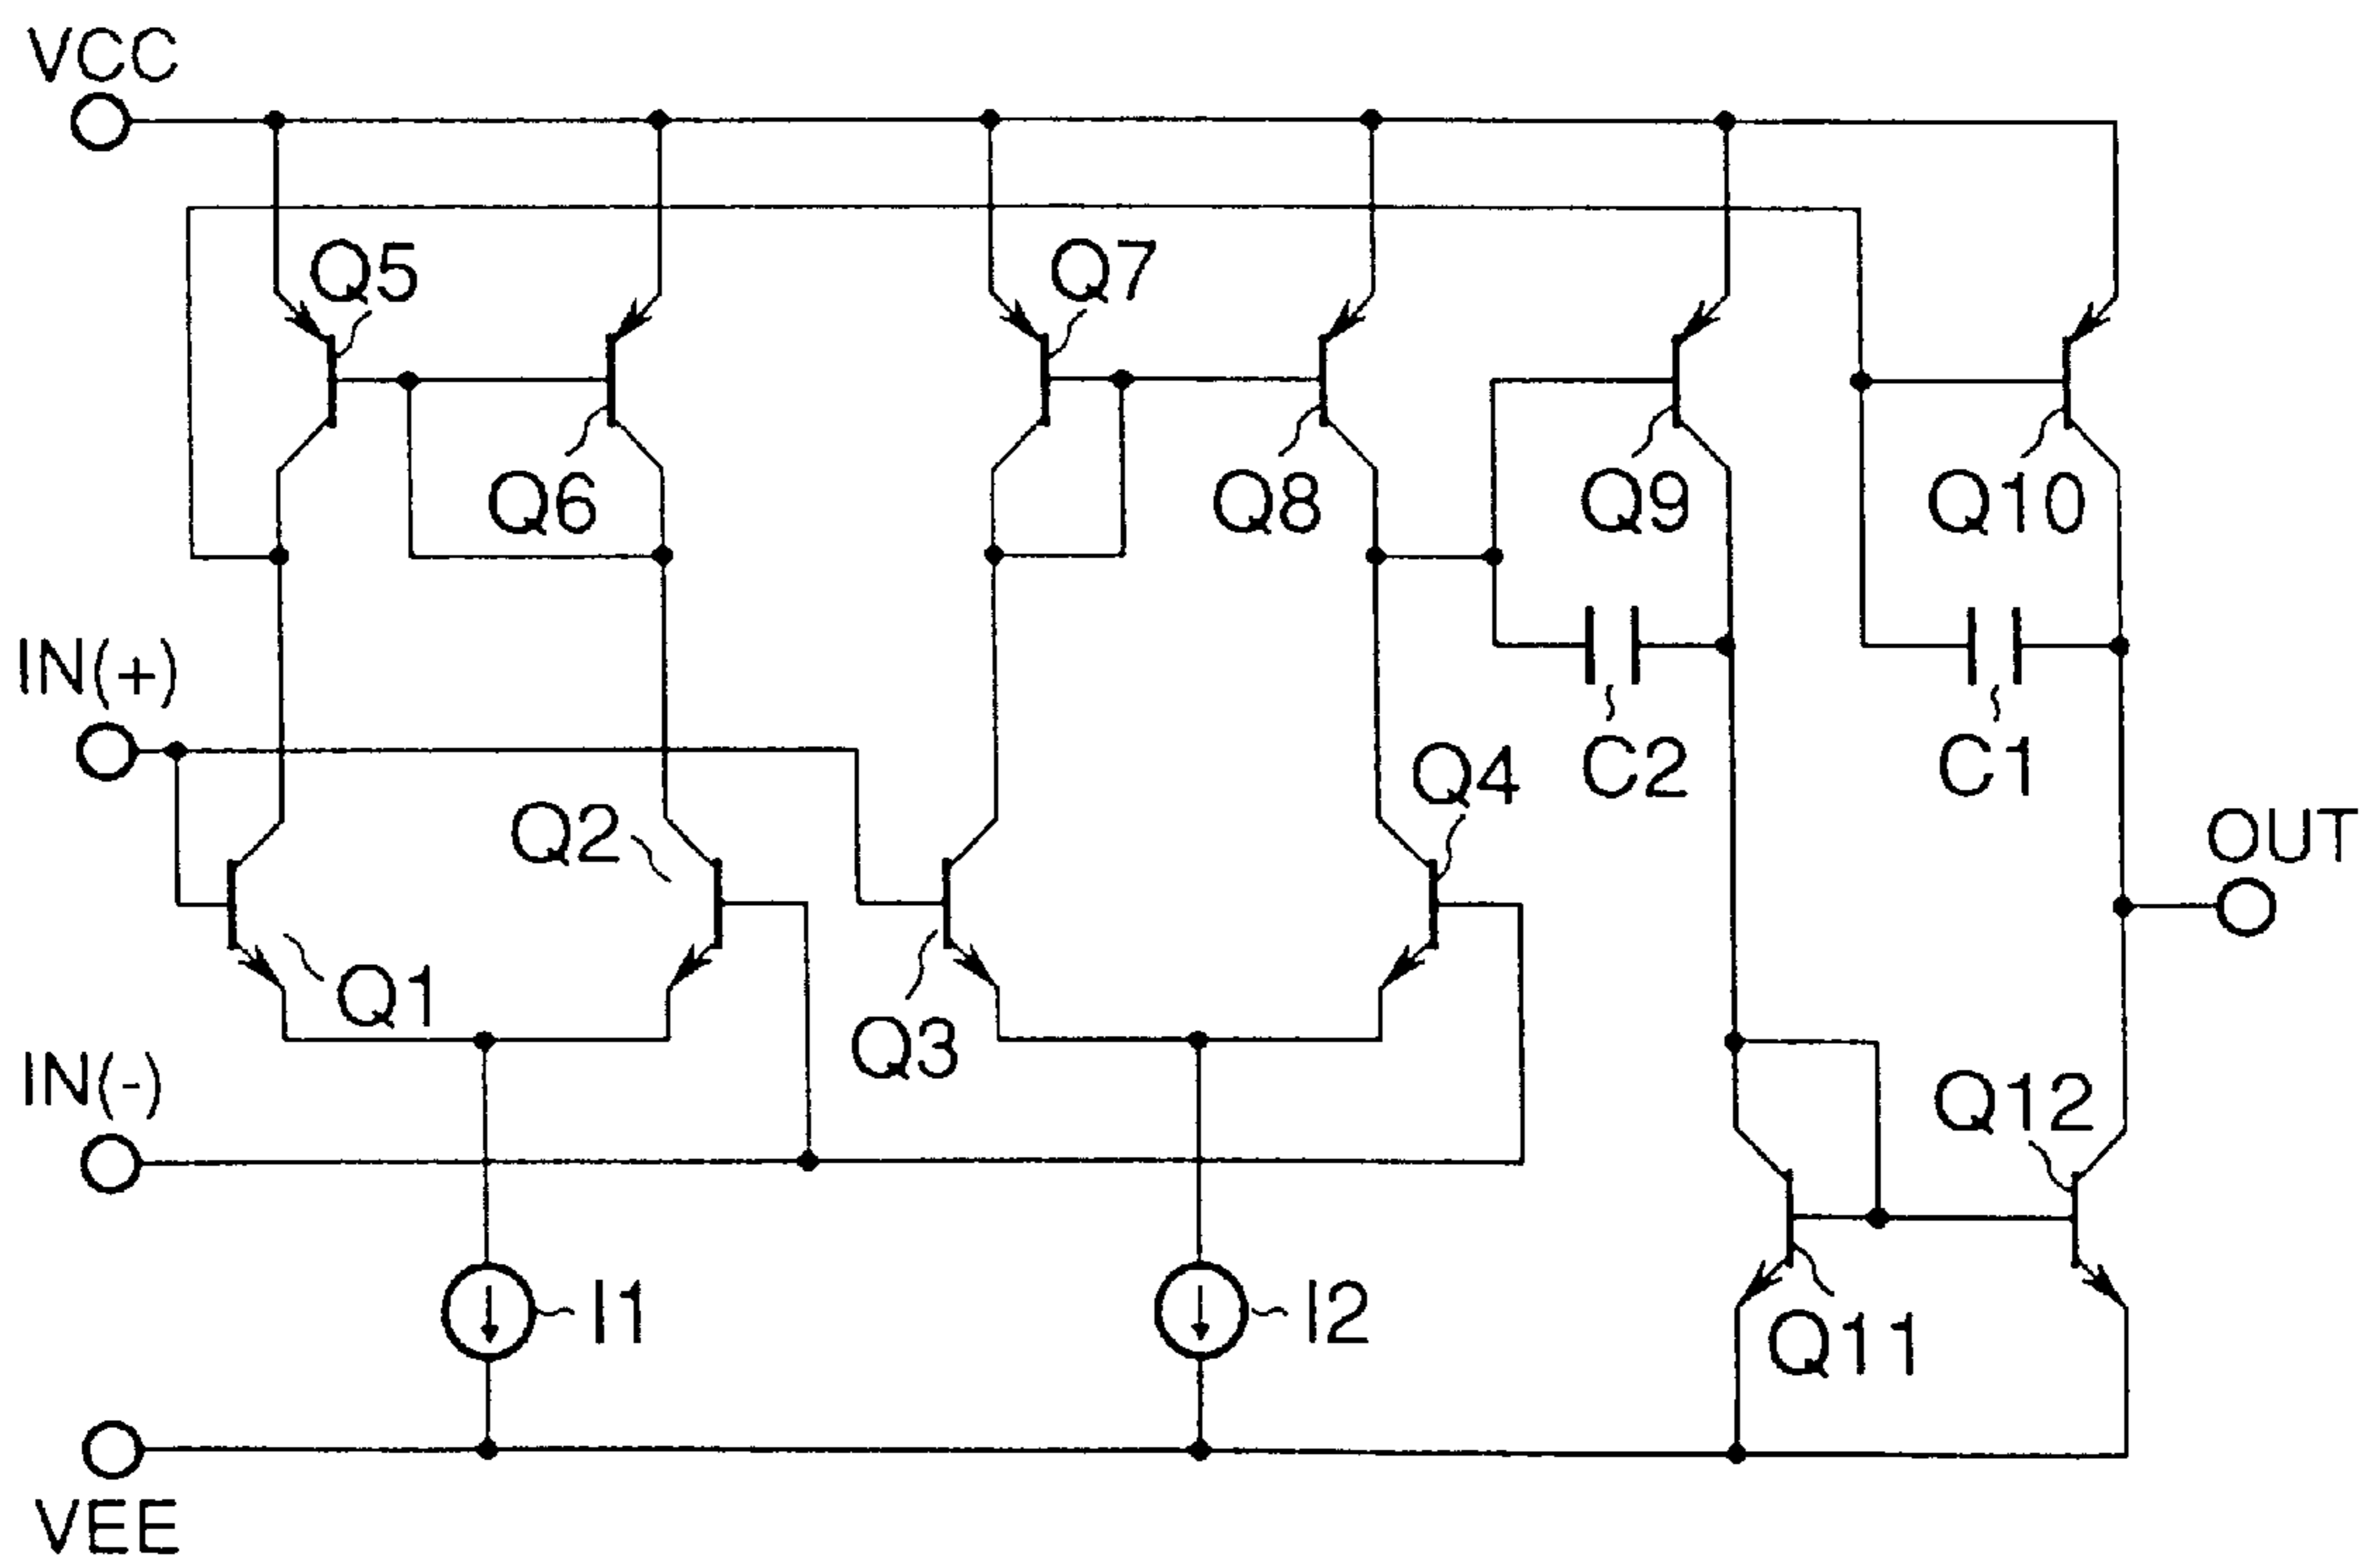 VCC
Q5
Q7
Q6
Q8
Q9
Q10
IN(+)
C2
C1
Q4
Q2
OUT
Q1
Q3
IN(-)
Q12
I1
I2
Q11
VEE